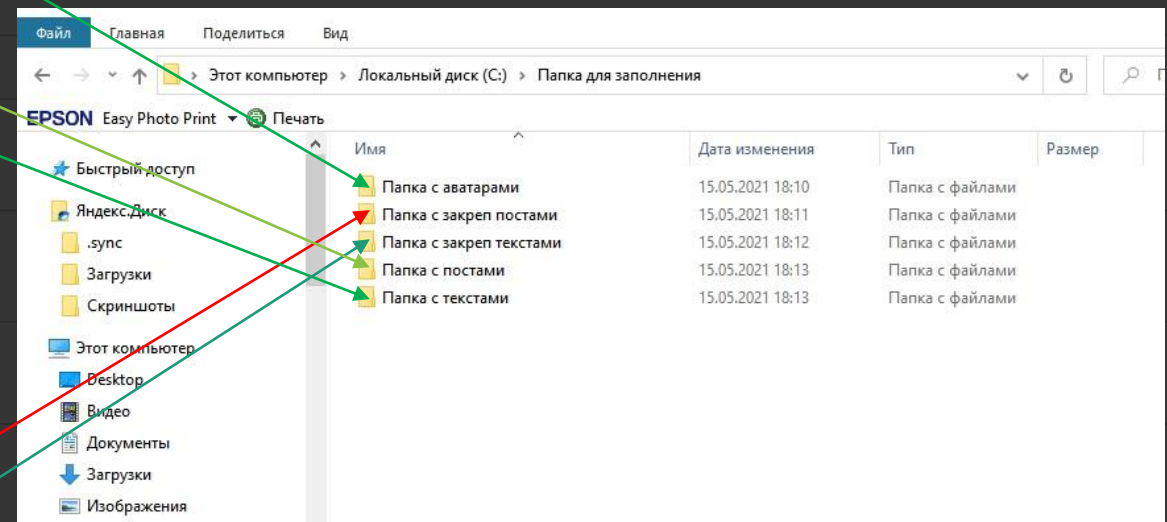 Файл Главная Поделиться Вид
Этот компьютер › Локальный диск (C:) › Папка для заполнения
EPSON Easy Photo Print Печать
Имя Дата изменения Тип Размер
Быстрый доступ
Яндекс.Диск
.sync
Загрузки
Скриншоты
Этот компьютер
Desktop
Видео
Документы
Загрузки
Изображения
Папка с аватарами 15.05.2021 18:10 Папка с файлами
Папка с закреп постами 15.05.2021 18:11 Папка с файлами
Папка с закреп текстами 15.05.2021 18:12 Папка с файлами
Папка с постами 15.05.2021 18:13 Папка с файлами
Папка с текстами 15.05.2021 18:13 Папка с файлами